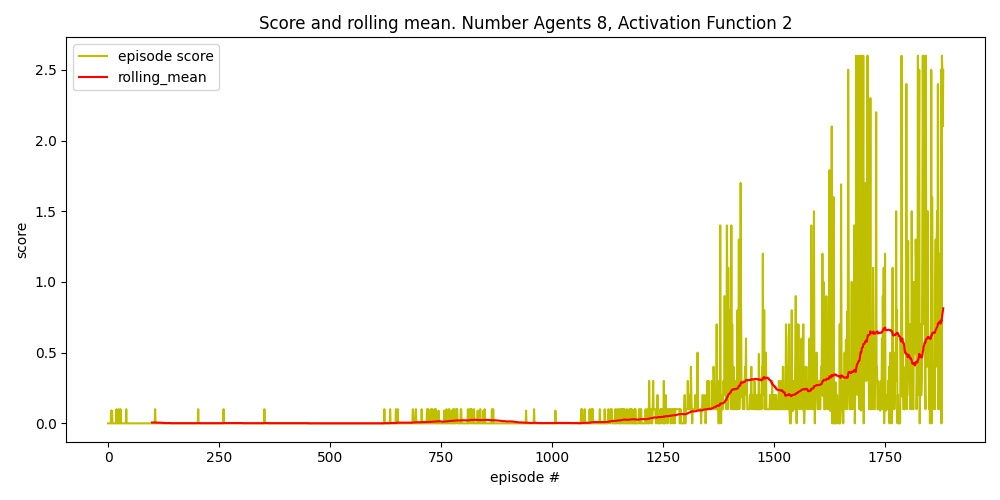 Score and rolling mean. Number Agents 8, Activation Function 2
episode score
rolling_mean
score
2.5
2.0
1.5
1.0
0.5
0.0
0 250 500 750 1000 1250 1500 1750
episode #